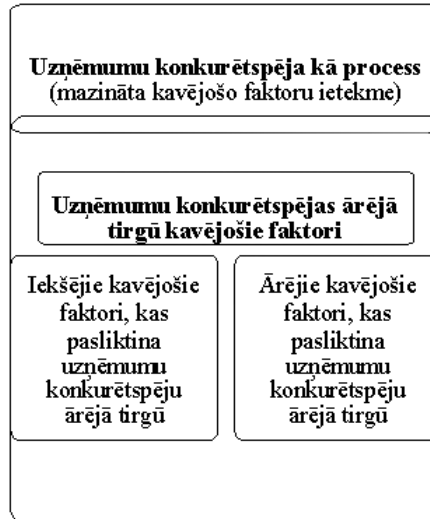 Uzņēmumu konkurētspēja kā process
(mazināta kavējošo faktoru ietekme)
Uzņēmumu konkurētspējas ārējā
tirgū kavējošie faktori
Iekšējie kavējošie
faktori, kas
pasliktina
uzņēmumu
konkurētspēju
ārējā tirgū
Ārējie kavējošie
faktori, kas
pasliktina
uzņēmumu
konkurētspēju
ārējā tirgū